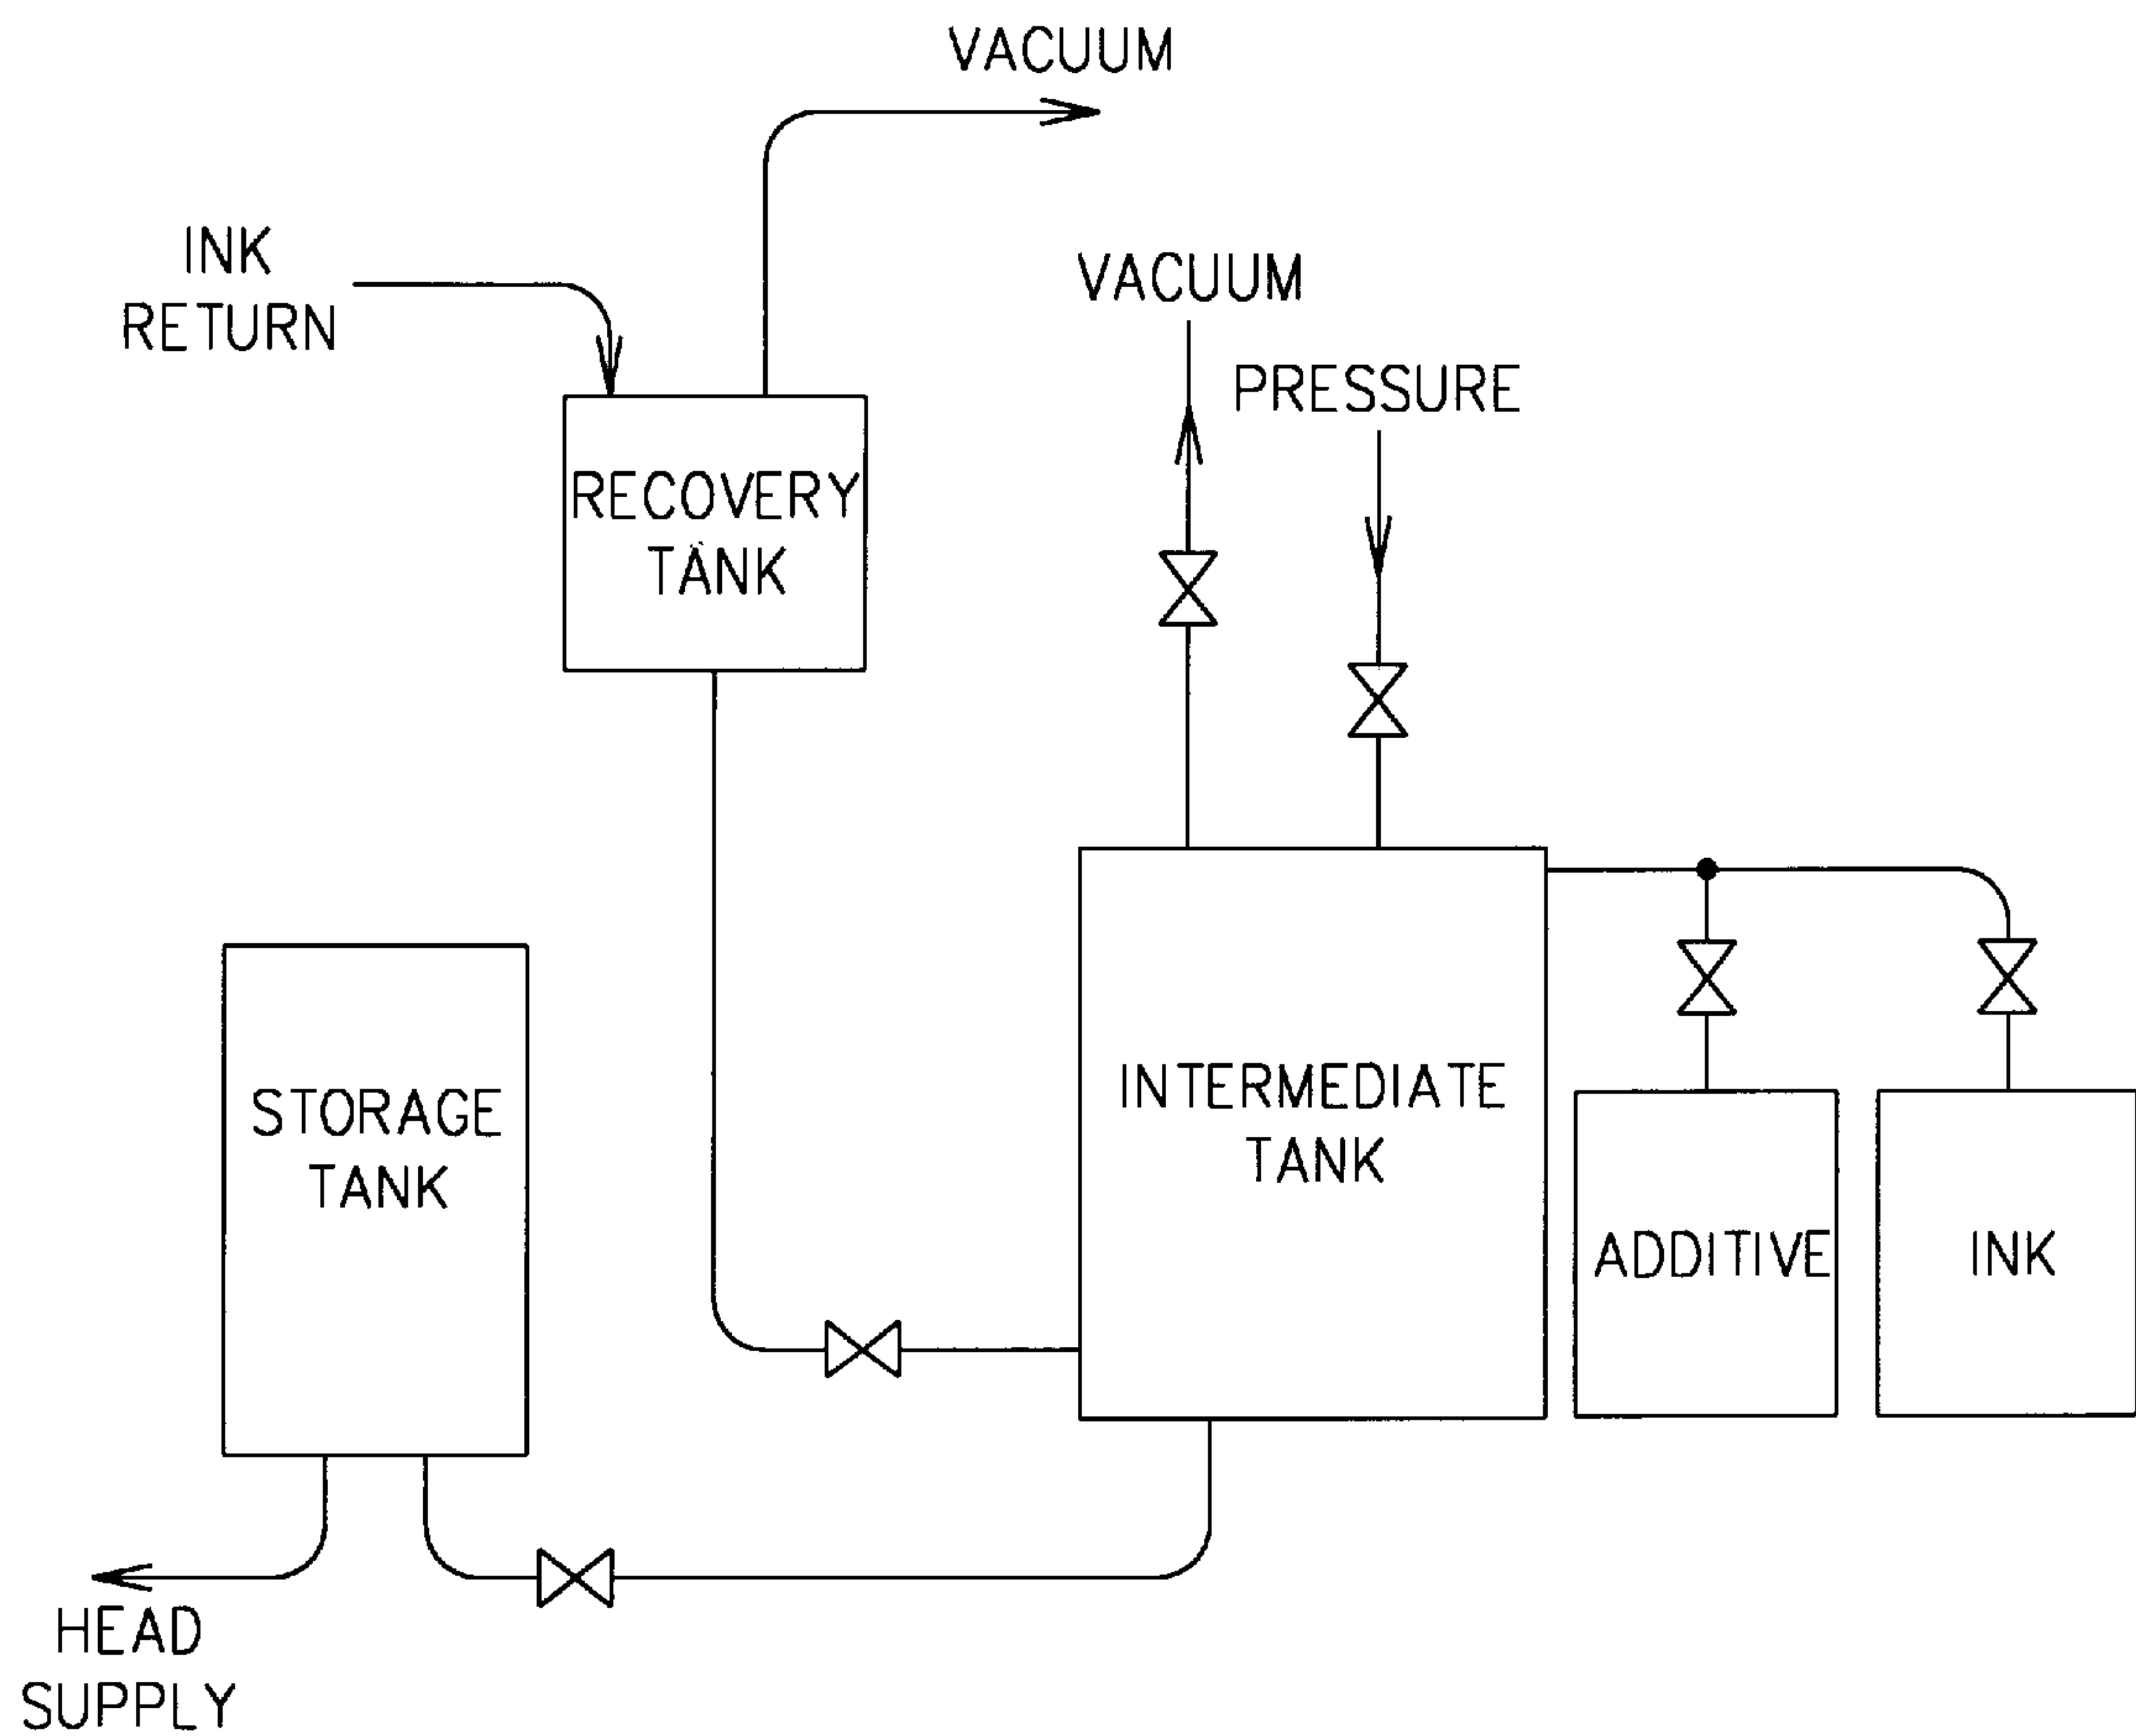 VACUUM
INK
RETURN
VACUUM
PRESSURE
RECOVERY
TANK
STORAGE
TANK
INTERMEDIATE
TANK
ADDITIVE
INK
HEAD
SUPPLY